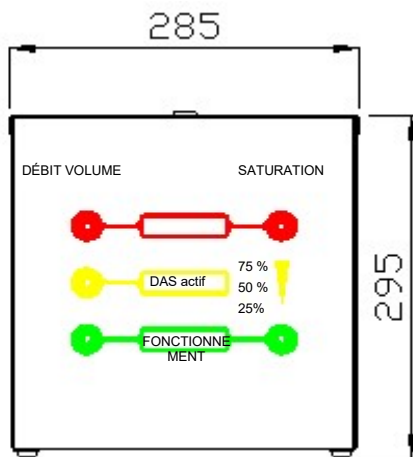 285
DÉBIT VOLUME SATURATION
75 %
DAS actif 50 %
25%
FONCTIONNE
MENT
295